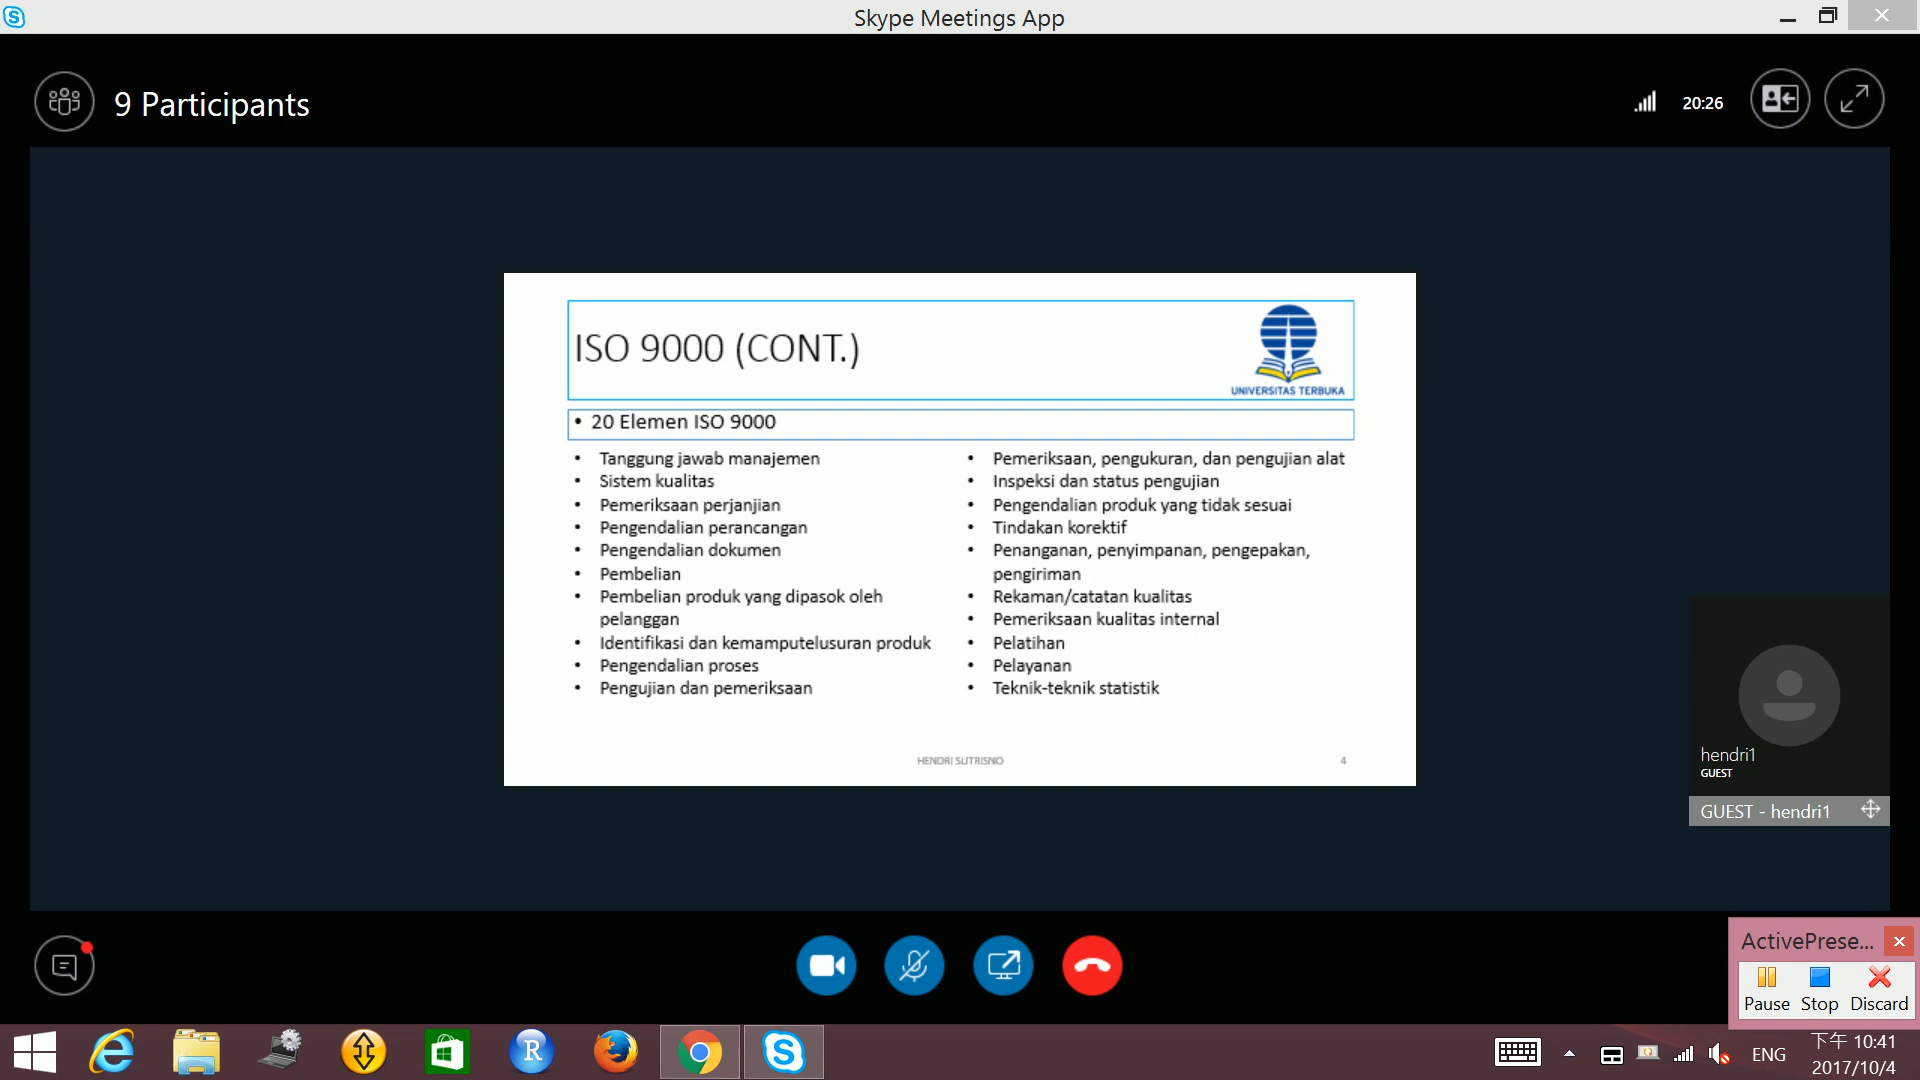 Skype Meetings App
9 Participants
20:26
ISO 9000 (CONT.)
UNIVERSITAS TERBUKA
• 20 Elemen ISO 9000
• Tanggung jawab manajemen
• Sistem kualitas
• Pemeriksaan perjanjian
• Pengendalian perancangan
• Pengendalian dokumen
• Pembelian
• Pembelian produk yang dipasok oleh
pelanggan
• Identifikasi dan kemamputelusuran produk
• Pengendalian proses
• Pengujian dan pemeriksaan
• Pemeriksaan, pengukuran, dan pengujian alat
• Inspeksi dan status pengujian
• Pengendalian produk yang tidak sesuai
• Tindakan korektif
• Penanganan, penyimpanan, pengepakan,
pengiriman
• Rekaman/catatan kualitas
• Pemeriksaan kualitas internal
• Pelatihan
• Pelayanan
• Teknik-teknik statistik
HENDRI SUTRISNO
4
hendri1
GUEST
GUEST - hendri1
ActivePrese...
Pause Stop Discard
ENG
下午 10:41
2017/10/4